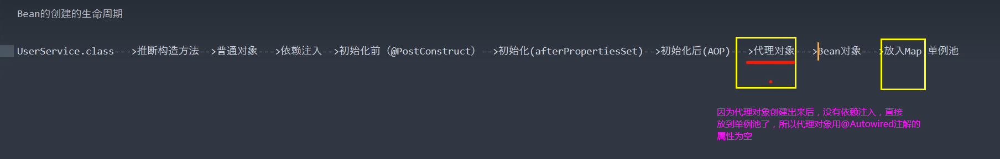 Bean的创建的生命周期
UserService.class--->推断构造方法-->普通对象--->依赖注入-->初始化前（@PostConstruct）-->初始化(afterPropertiesSet)-->初始化后(AOP)--->代理对象--->Bean对象--->放入Map 单例池
因为代理对象创建出来后，没有依赖注入，直接
放到单例池了，所以代理对象用@Autowired注解的
属性为空